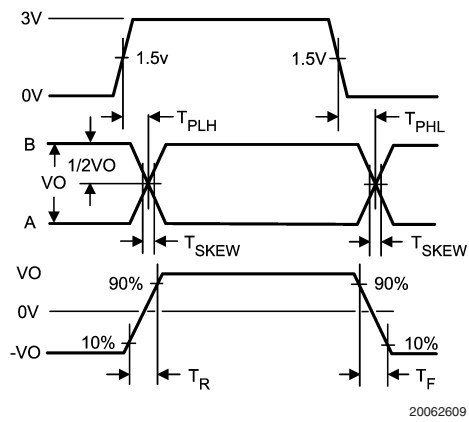 3V
1.5v
1.5V
0V
T_PLH
T_PHL
B
1/2VO
VO
A
T_SKEW
T_SKEW
VO
90%
90%
0V
10%
10%
-VO
T_R
T_F
20062609